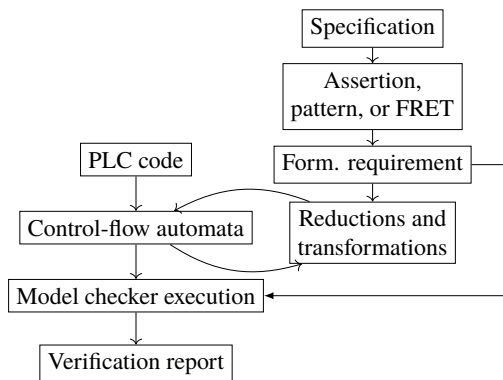 Specification
Assertion,
pattern, or FRET
PLC code
Form. requirement
Control-flow automata
Reductions and
transformations
Model checker execution
Verification report